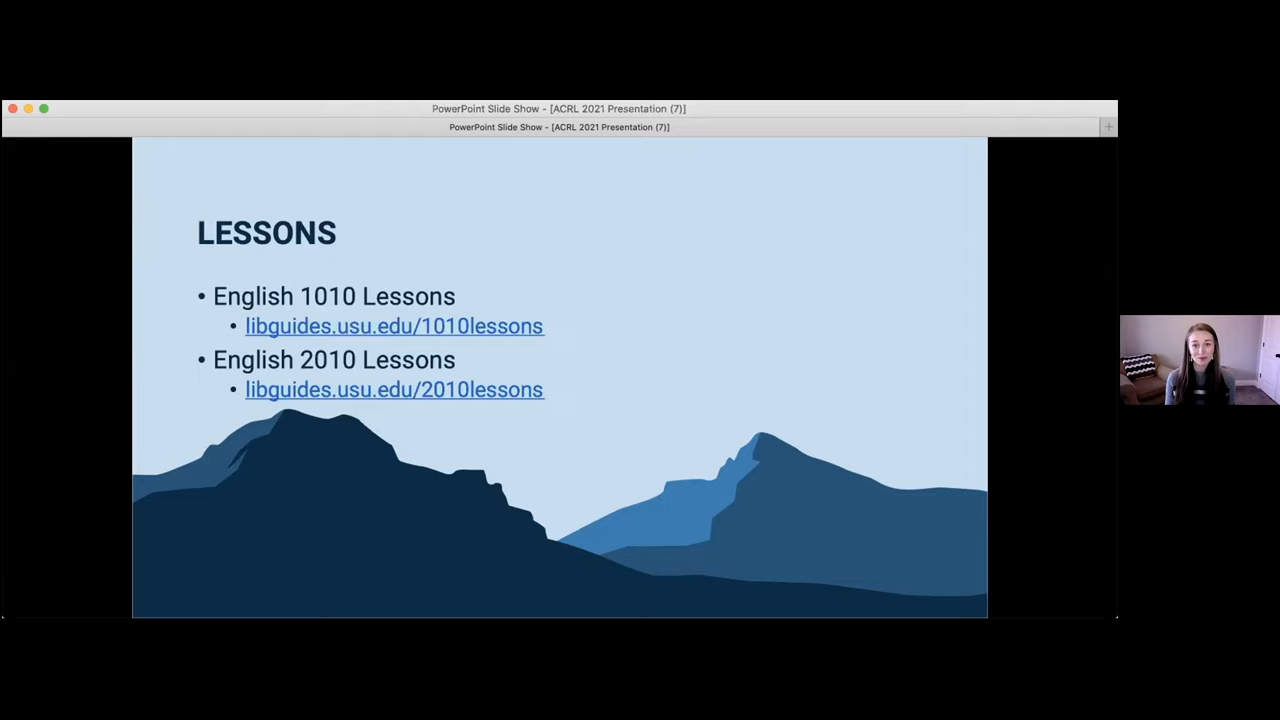 PowerPoint Slide Show - [ACRL 2021 Presentation (7)]
PowerPoint Slide Show - [ACRL 2021 Presentation (7)]
LESSONS
• English 1010 Lessons
• libguides.usu.edu/1010lessons
• English 2010 Lessons
• libguides.usu.edu/2010lessons